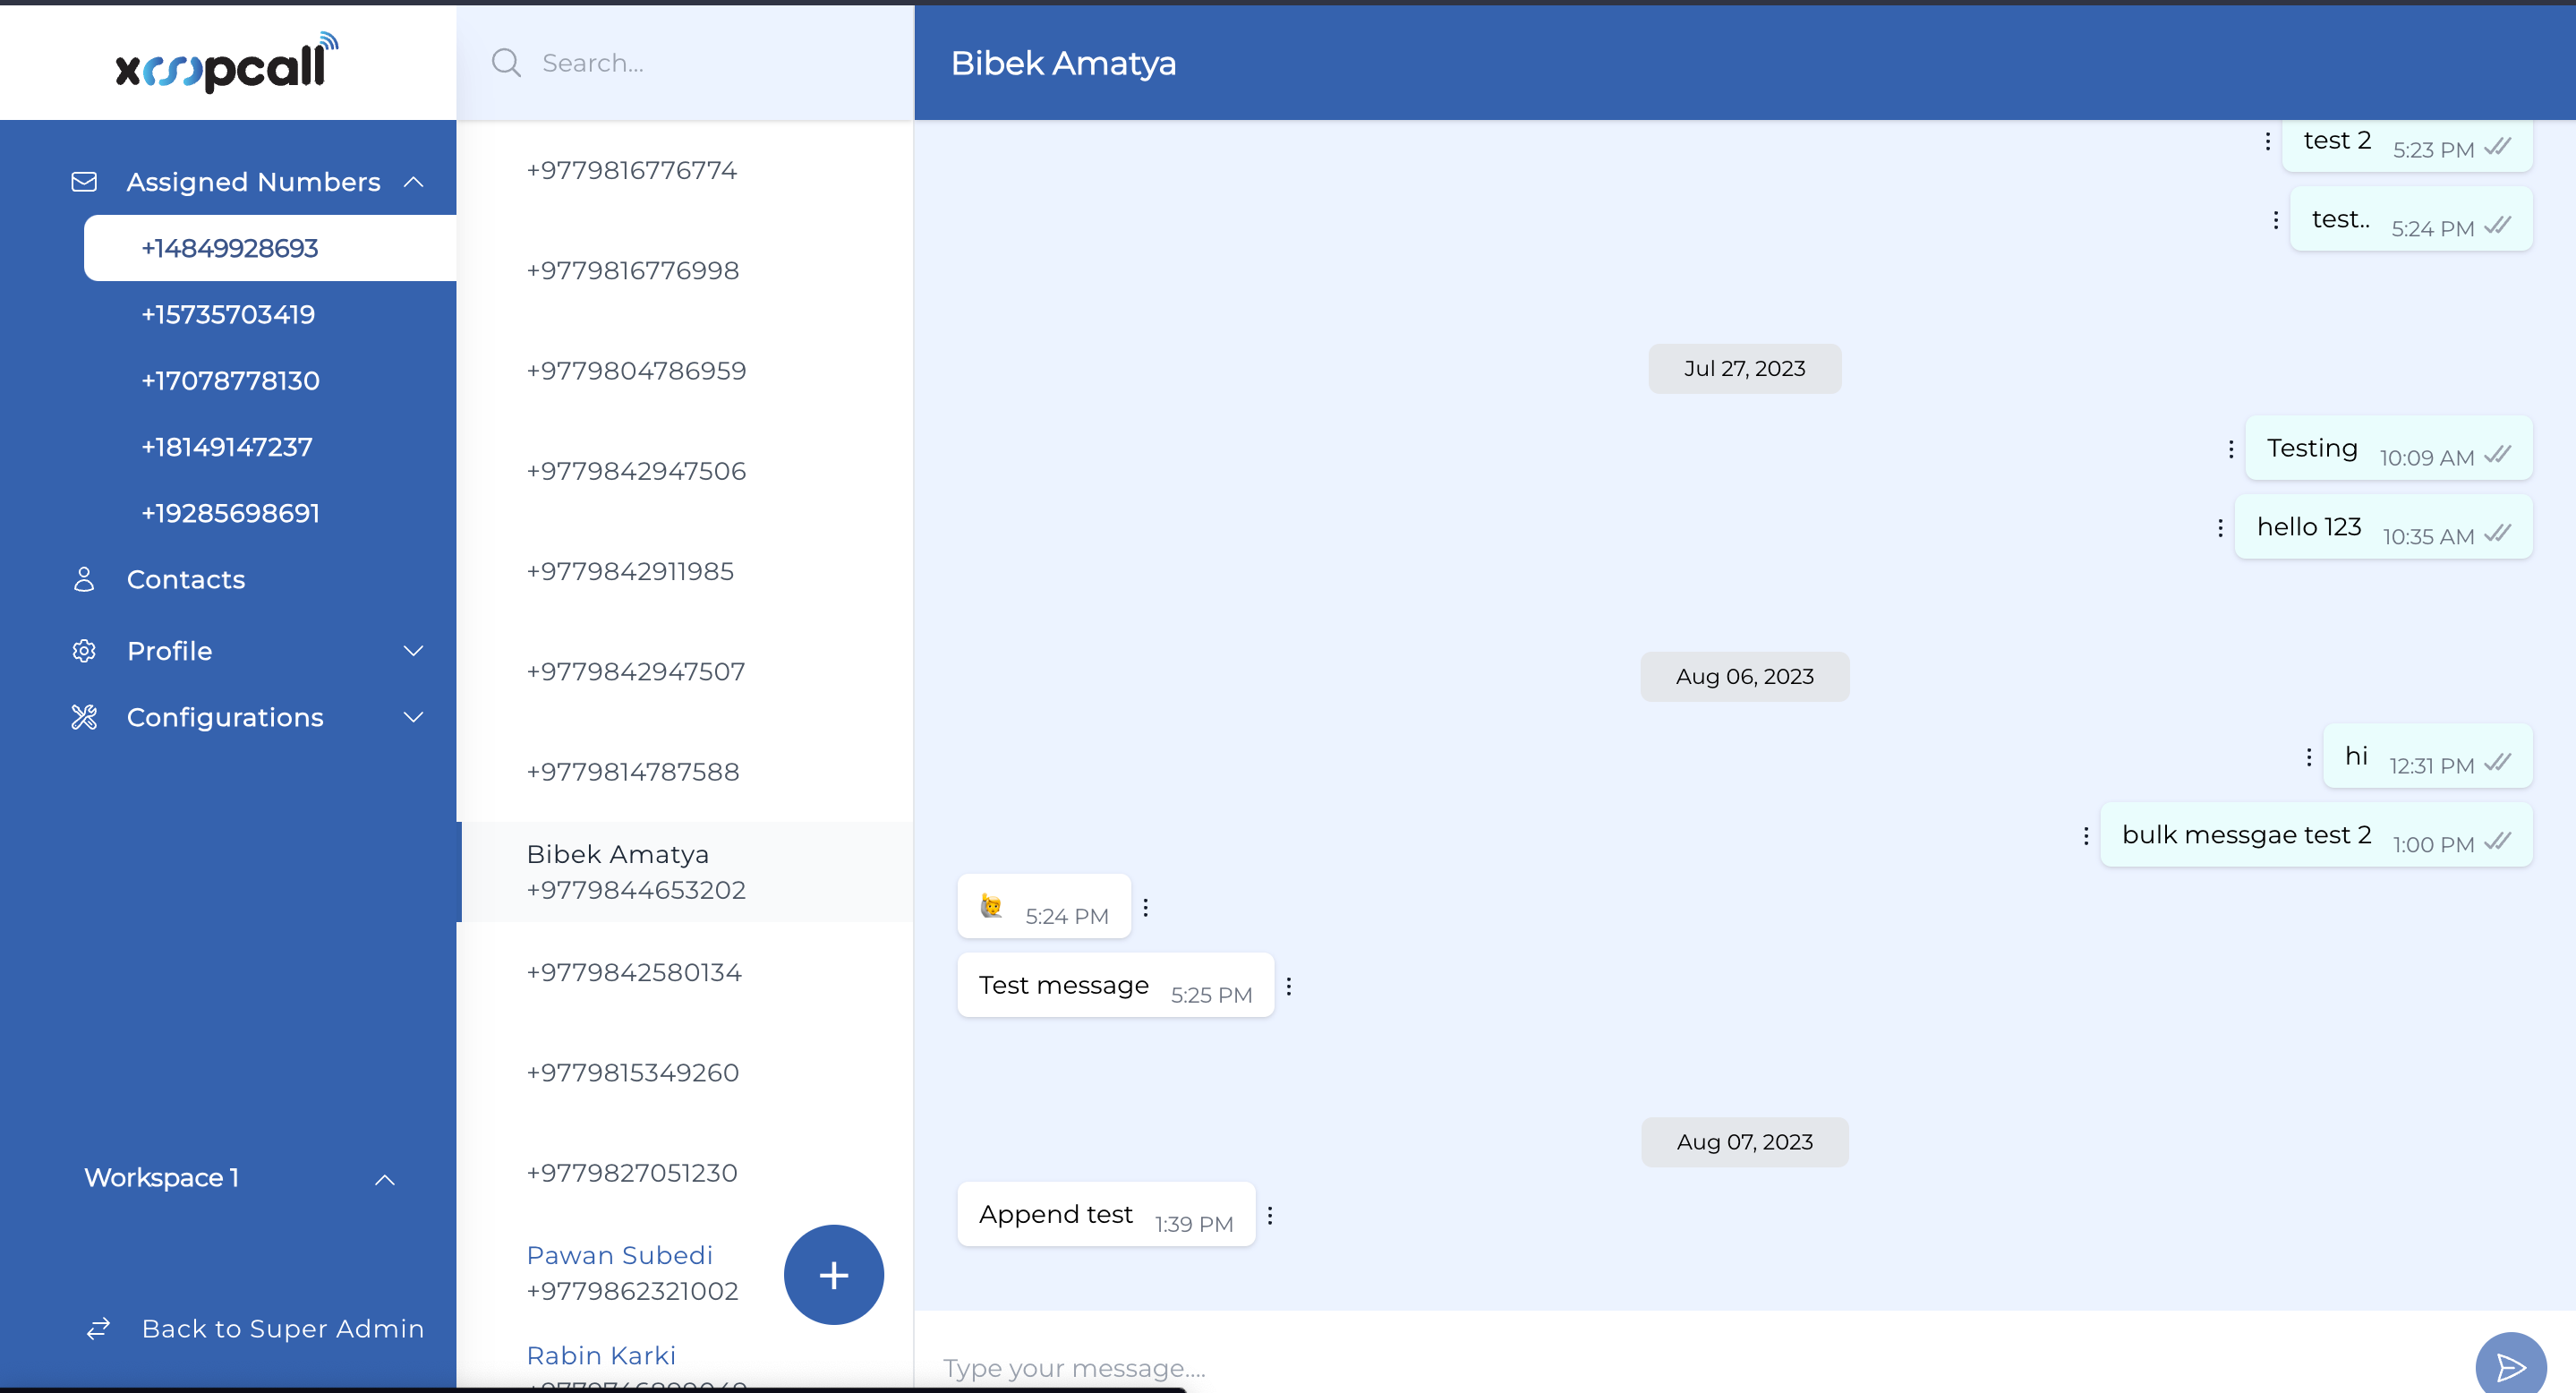 xooopcall
Assigned Numbers
+14849928693
+15735703419
+17078778130
+18149147237
+19285698691
Contacts
Profile
Configurations
Workspace 1
Back to Super Admin
Search...
+9779816776774
+9779816776998
+9779804786959
+9779842947506
+9779842911985
+9779842947507
+9779814787588
Bibek Amatya
+9779844653202
+9779842580134
+9779815349260
+9779827051230
Pawan Subedi
+9779862321002
Rabin Karki
Bibek Amatya
test 2 5:23 PM
test.. 5:24 PM
Jul 27, 2023
Testing 10:09 AM
hello 123 10:35 AM
Aug 06, 2023
hi 12:31 PM
bulk messgae test 2 1:00 PM
🙋 5:24 PM
Test message 5:25 PM
Aug 07, 2023
Append test 1:39 PM
Type your message....